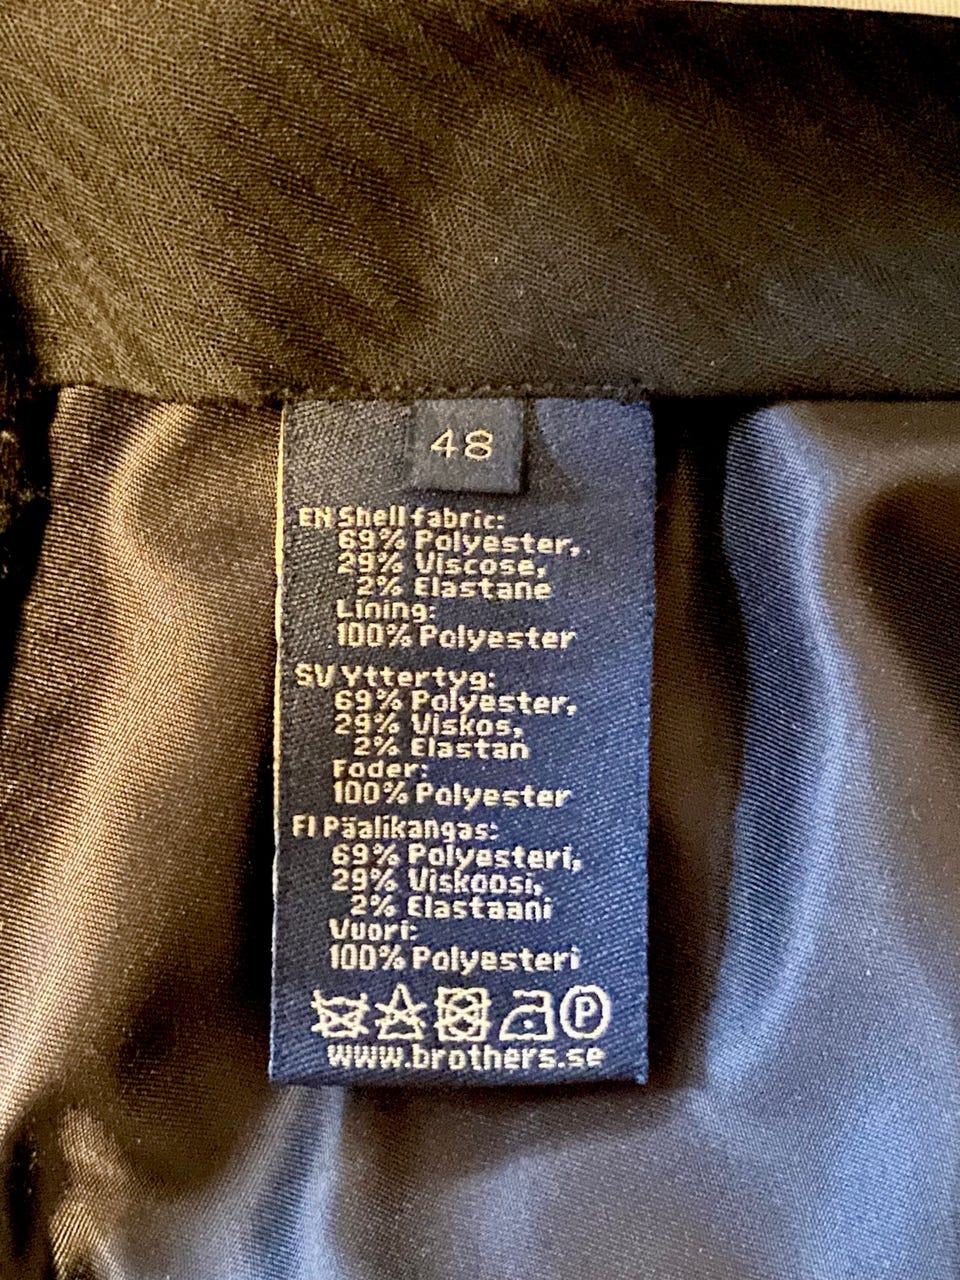 48
EN Shell fabric:
69% Polyester,
29% Viscose,
2% Elastane
Lining:
100% Polyester
SV Yttertyg:
69% Polyester,
29% Viskos,
2% Elastan
Foder:
100% Polyester
FI Päalikangas:
69% Polyesteri,
29% Viskoosi,
2% Elastaani
Vuori:
100% Polyesteri
P
www.brothers.se